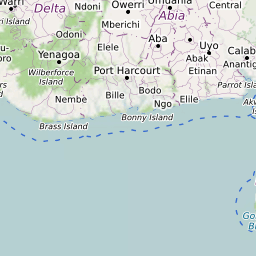 Delta
Ndoni
Owerri
Umuahia
Abia
Mberichi
Odoni
Elele
Aba
Uyo
Yenagoa
Abak
Wilberforce
Island
Port Harcourt
Etinan
Parrot Island
Nembe
Bille
Bodo
Ngo
Elile
Brass Island
Bonny Island